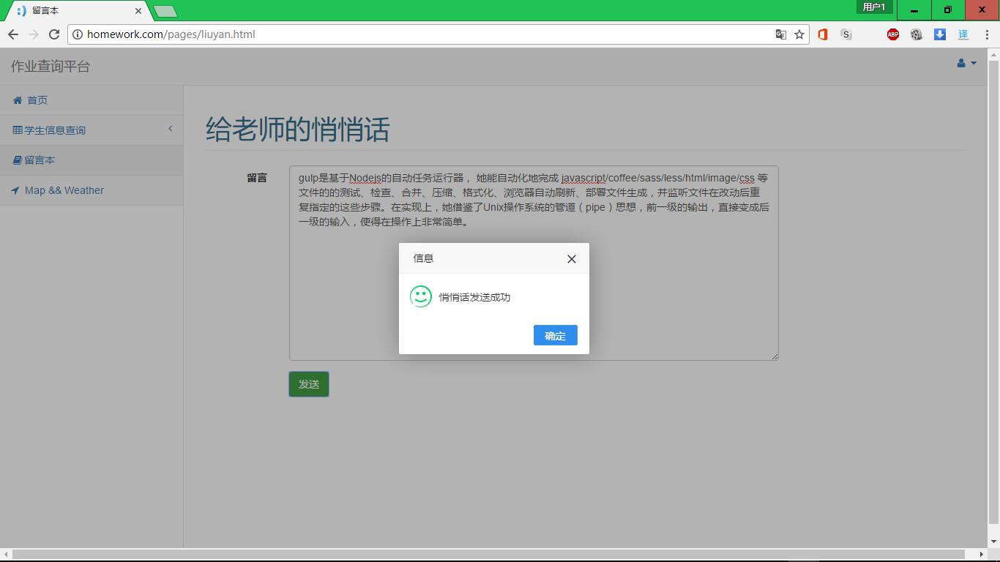 留言本
用户1
homework.com/pages/liuyan.html
S
ABP
译
作业查询平台
首页
学生信息查询
留言本
Map && Weather
给老师的悄悄话
留言
gulp是基于Nodejs的自动任务运行器， 她能自动化地完成 javascript/coffee/sass/less/html/image/css 等
文件的的测试、检查、合并、压缩、格式化、浏览器自动刷新、部署文件生成，并监听文件在改动后重
复指定的这些步骤。在实现上，她借鉴了Unix操作系统的管道（pipe）思想，前一级的输出，直接变成后
一级的输入，使得在操作上非常简单。
信息
悄悄话发送成功
确定
发送